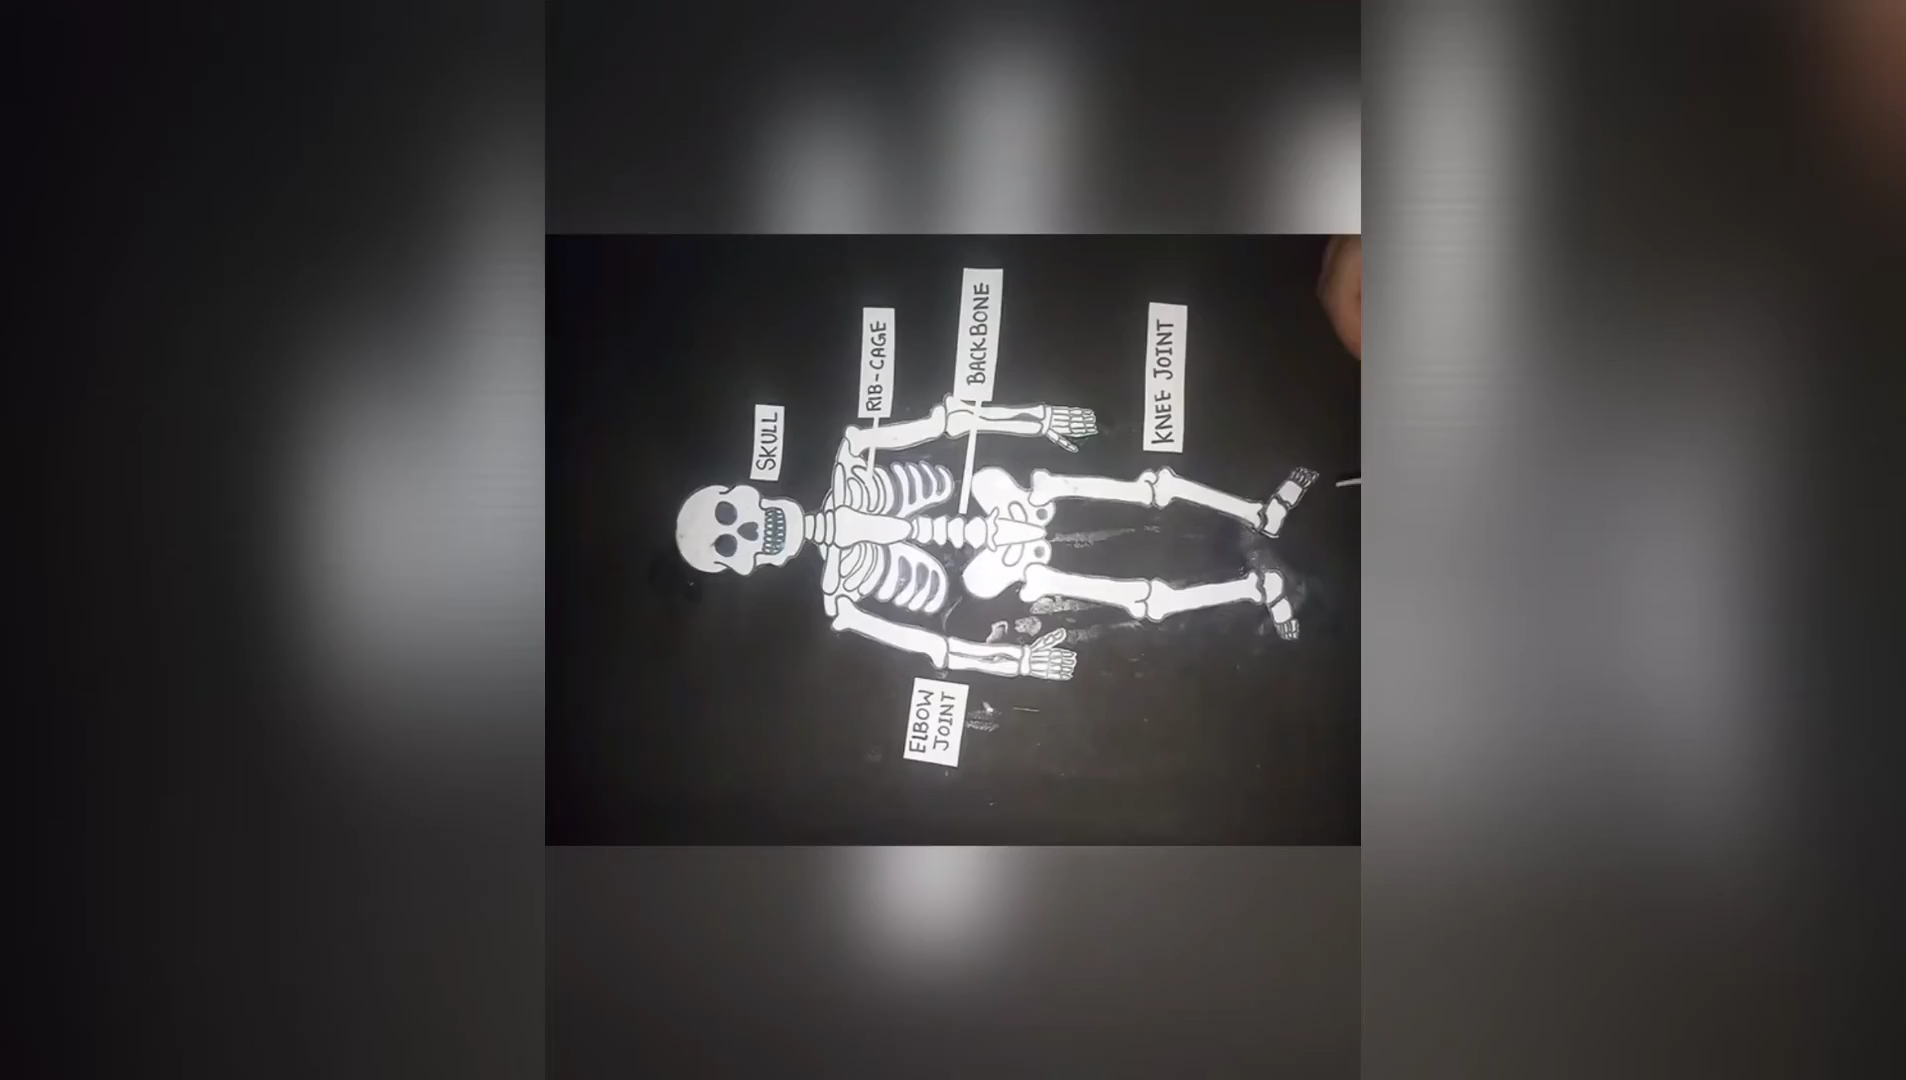 SKULL
RIB-CAGE
BACKBONE
ELBOW
JOINT
KNEE JOINT